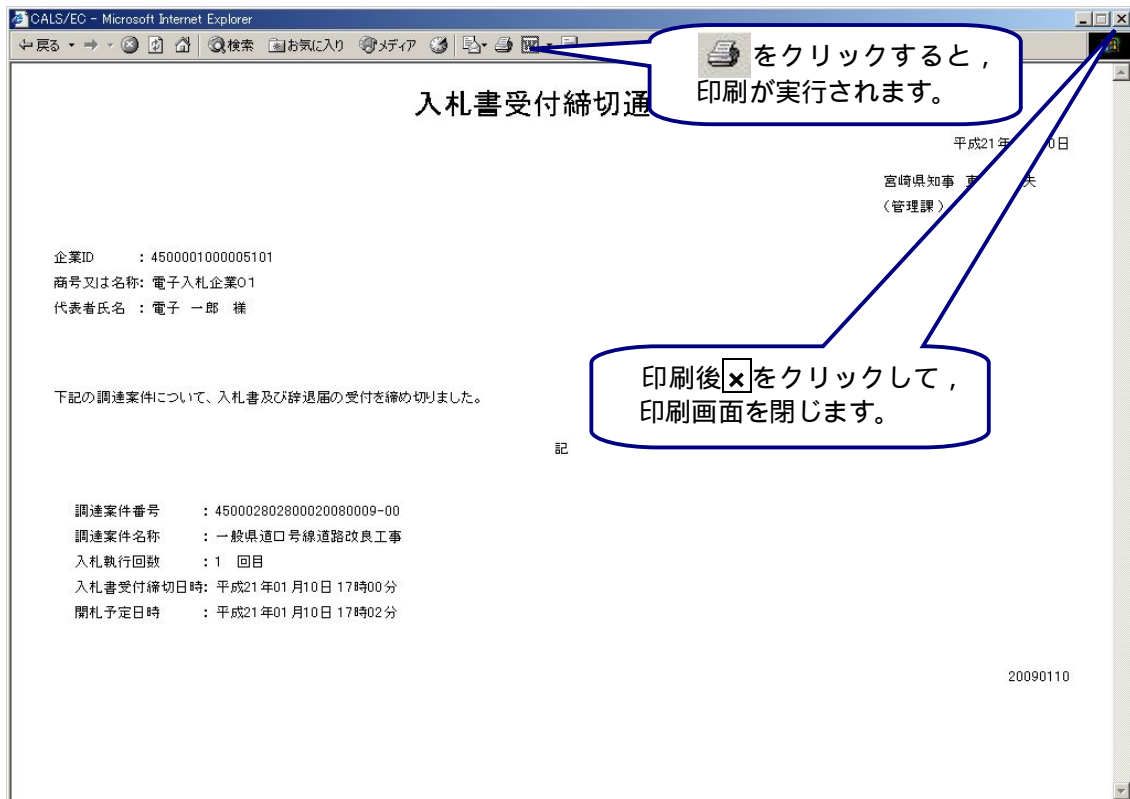 CALS/EC - Microsoft Internet Explorer
戻る 検索 お気に入り メディア
をクリックすると，
印刷が実行されます。
入札書受付締切通
平成21年 0日
宮崎県知事 夫
（管理課）
企業ID : 4500001000005101
商号又は名称: 電子入札企業01
代表者氏名 : 電子 一郎 様
印刷後×をクリックして，
印刷画面を閉じます。
下記の調達案件について、入札書及び辞退届の受付を締め切りました。
記
調達案件番号 : 450002802800020080009-00
調達案件名称 : 一般県道口号線道路改良工事
入札執行回数 : 1 回目
入札書受付締切日時: 平成21年01月10日 17時00分
開札予定日時 : 平成21年01月10日 17時02分
20090110